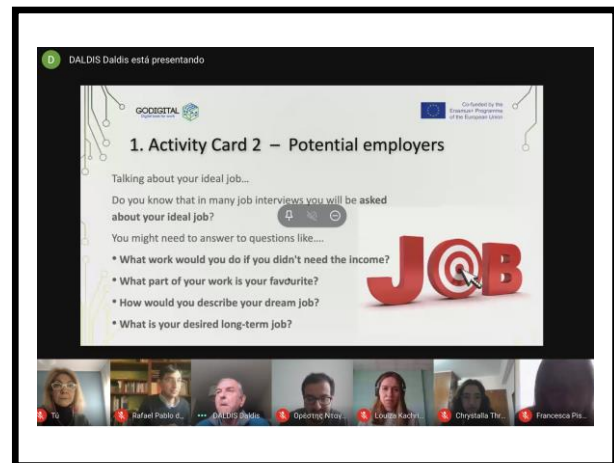 D DALDIS Daldis está presentando
GODIGITAL
Co-funded by the
Erasmus+ Programme
of the European Union
1. Activity Card 2 – Potential employers
Talking about your ideal job...
Do you know that in many job interviews you will be asked
about your ideal job?
You might need to answer to questions like....
• What work would you do if you didn't need the income?
• What part of your work is your favourite?
• How would you describe your dream job?
• What is your desired long-term job?
JOB
Tú
Rafael Pablo d...
DALDIS Daldis
Ορέστης Ντογ...
Louiza Kachri...
Chrystalla Thr...
Francesca Pis...